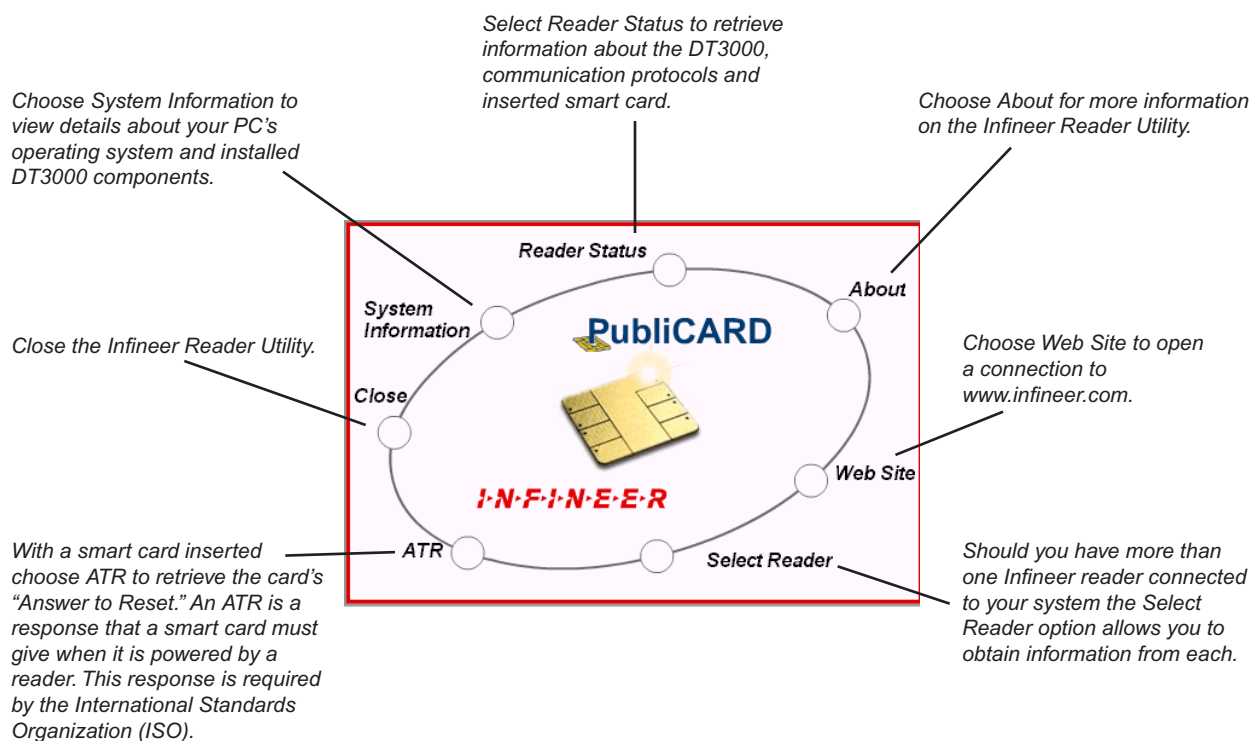 Select Reader Status to retrieve
information about the DT3000,
communication protocols and
inserted smart card.
Choose System Information to
view details about your PC’s
operating system and installed
DT3000 components.
Choose About for more information
on the Infineer Reader Utility.
Reader Status
About
System
Information
PubliCARD
Close the Infineer Reader Utility.
Choose Web Site to open
a connection to
www.infineer.com.
Close
Web Site
I·N·F·I·N·E·E·R
ATR
Select Reader
With a smart card inserted
choose ATR to retrieve the card’s
“Answer to Reset.” An ATR is a
response that a smart card must
give when it is powered by a
reader. This response is required
by the International Standards
Organization (ISO).
Should you have more than
one Infineer reader connected
to your system the Select
Reader option allows you to
obtain information from each.